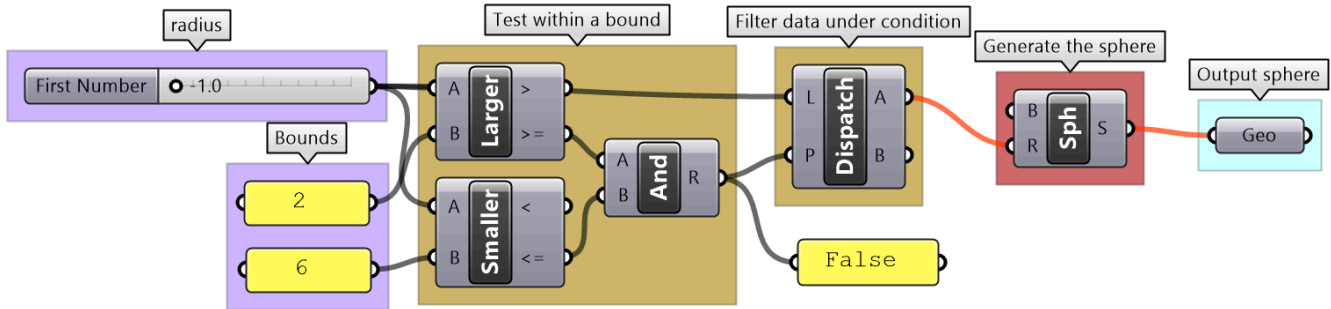 radius
First Number
-1.0
Bounds
2
6
Test within a bound
A
B
Larger
>
>=
A
B
Smaller
<
<=
A
B
And
R
Filter data under condition
L
P
Dispatch
A
B
False
Generate the sphere
B
R
Sph
S
Output sphere
Geo